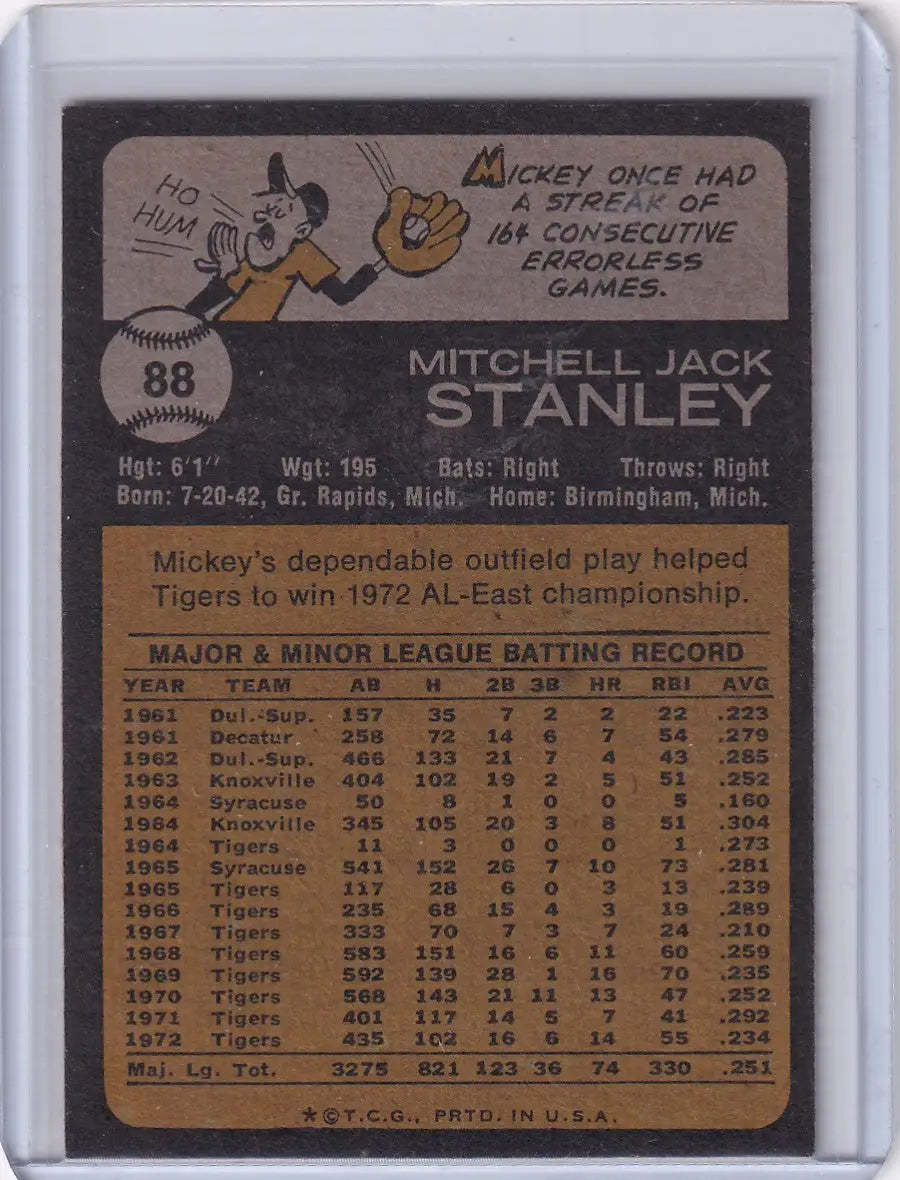 HO
HUM
MICKEY ONCE HAD
A STREAK OF
164 CONSECUTIVE
ERRORLESS
GAMES.
88
MITCHELL JACK
STANLEY
Hgt: 6'1" Wgt: 195 Bats: Right Throws: Right
Born: 7-20-42, Gr. Rapids, Mich. Home: Birmingham, Mich.
Mickey's dependable outfield play helped
Tigers to win 1972 AL-East championship.
MAJOR & MINOR LEAGUE BATTING RECORD
YEAR TEAM AB H 2B 3B HR RBI AVG
1961 Dul.-Sup. 157 35 7 2 2 22 .223
1961 Decatur 258 72 14 6 7 54 .279
1962 Dul.-Sup. 466 133 21 7 4 43 .285
1963 Knoxville 404 102 19 2 5 51 .252
1964 Syracuse 50 8 1 0 0 5 .160
1964 Knoxville 345 105 20 3 8 51 .304
1964 Tigers 11 3 0 0 0 1 .273
1965 Syracuse 541 152 26 7 10 73 .281
1965 Tigers 117 28 6 0 3 13 .239
1966 Tigers 235 68 15 4 3 19 .289
1967 Tigers 333 70 7 3 7 24 .210
1968 Tigers 583 151 16 6 11 60 .259
1969 Tigers 592 139 28 1 16 70 .235
1970 Tigers 568 143 21 11 13 47 .252
1971 Tigers 401 117 14 5 7 41 .292
1972 Tigers 435 102 16 6 14 55 .234
Maj. Lg. Tot. 3275 821 123 36 74 330 .251
*©T.C.G., PRTD. IN U.S.A.